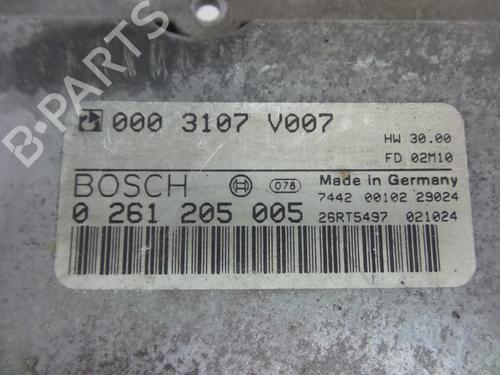 B-PARTS
000 3107 V007
HW 30.00
FD 02M10
BOSCH 078 Made in Germany
7442 00102 29024
0 261 205 005 26RT5497 021024